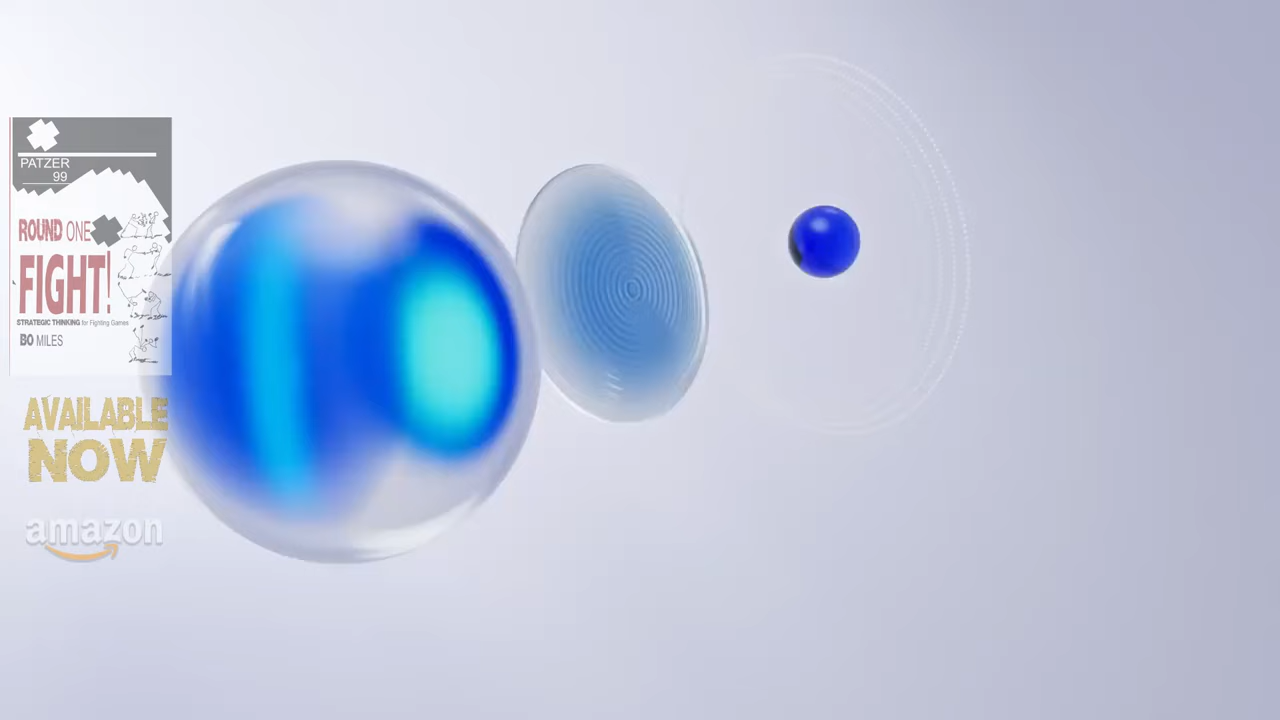 PATZER
99
ROUND ONE
FIGHT!
STRATEGIC THINKING for Fighting Games
BO MILES
AVAILABLE
NOW
amazon